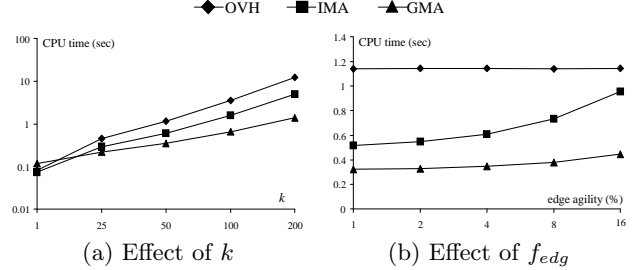 OVH IMA GMA
CPU time (sec)
100
10
1
0.1
0.01
1 25 50 100 200
k
CPU time (sec)
1.4
1.2
1
0.8
0.6
0.4
0.2
0
1 2 4 8 16
edge agility (%)
(a) Effect of k
(b) Effect of f_edg